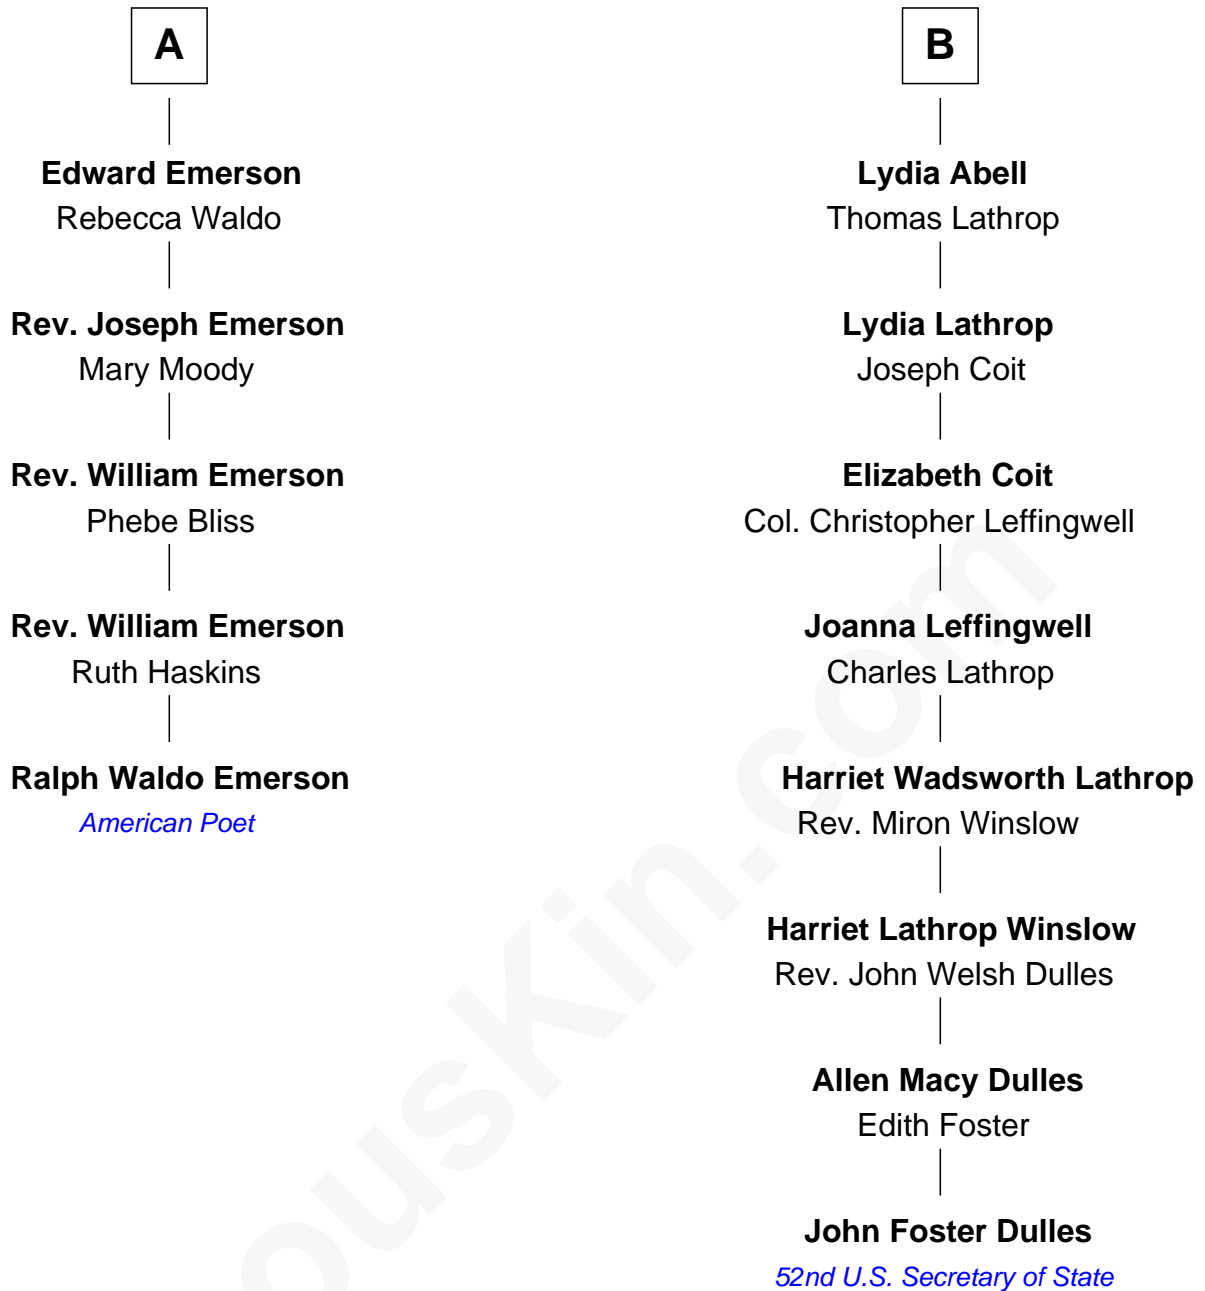 A
Edward Emerson
Rebecca Waldo
Rev. Joseph Emerson
Mary Moody
Rev. William Emerson
Phebe Bliss
Rev. William Emerson
Ruth Haskins
Ralph Waldo Emerson
American Poet
B
Lydia Abell
Thomas Lathrop
Lydia Lathrop
Joseph Coit
Elizabeth Coit
Col. Christopher Leffingwell
Joanna Leffingwell
Charles Lathrop
Harriet Wadsworth Lathrop
Rev. Miron Winslow
Harriet Lathrop Winslow
Rev. John Welsh Dulles
Allen Macy Dulles
Edith Foster
John Foster Dulles
52nd U.S. Secretary of State
ousKin.com